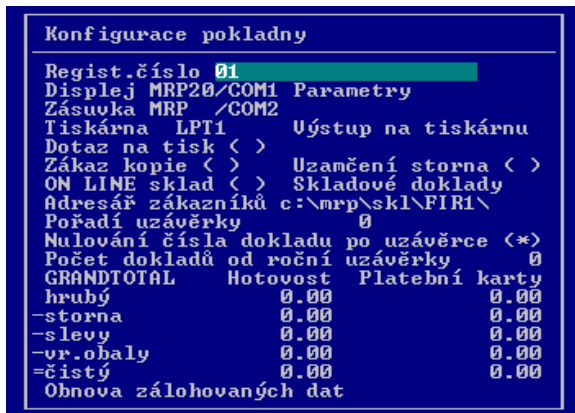 Konfigurace pokladny
Regist.číslo 01
Displej MRP20/COM1 Parametry
Zásuvka MRP /COM2
Tiskárna LPT1 Výstup na tiskárnu
Dotaz na tisk ( )
Zákaz kopie ( ) Uzamčení storna ( )
ON LINE sklad ( ) Skladové doklady
Adresář zákazníků c:\mrp\skl\FIR1\
Pořadí uzávěrky 0
Nulování čísla dokladu po uzávěrce (*)
Počet dokladů od roční uzávěrky 0
GRANDTOTAL Hotovost Platební karty
hrubý 0.00 0.00
-storna 0.00 0.00
-slevy 0.00 0.00
-vr.obaly 0.00 0.00
=čistý 0.00 0.00
Obnova zálohovaných dat